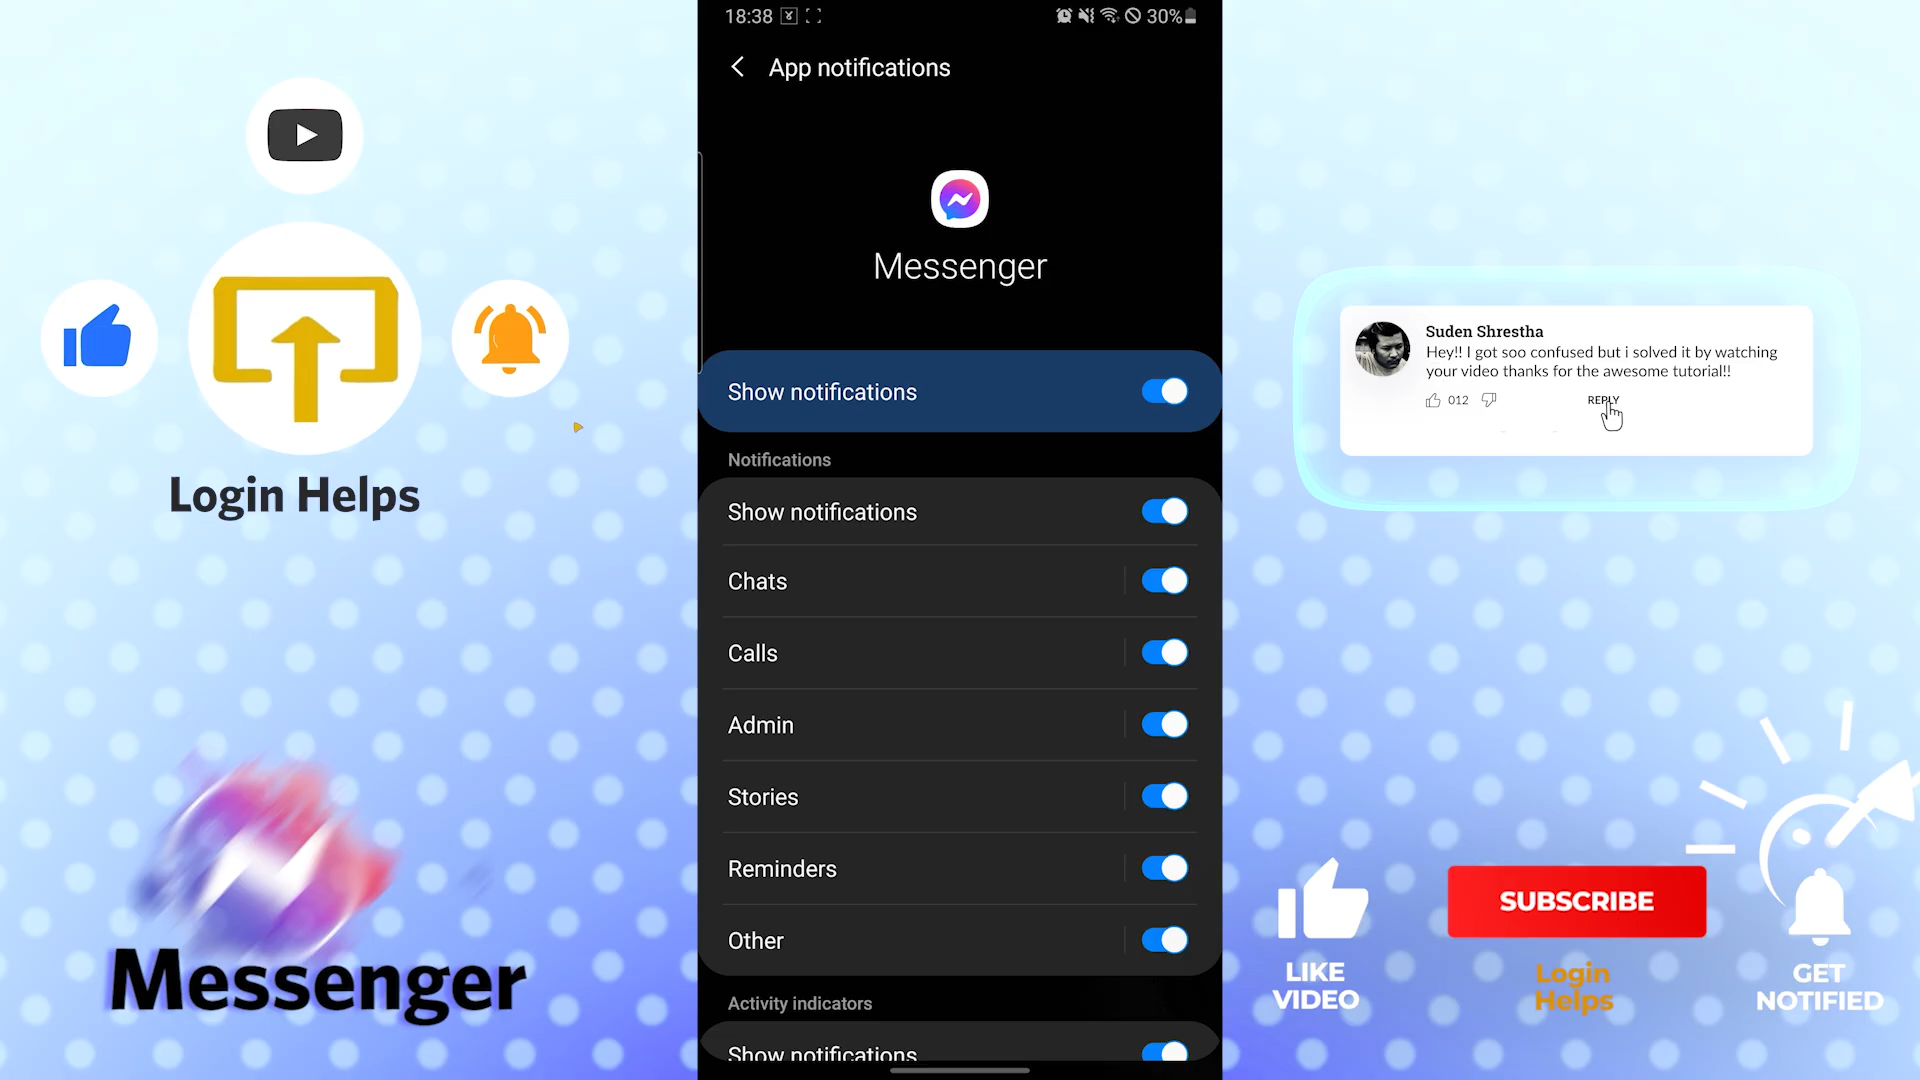 18:38
30%
App notifications
Messenger
Show notifications
Notifications
Show notifications
Chats
Calls
Admin
Stories
Reminders
Other
Activity indicators
Show notifications
Login Helps
Messenger
Suden Shrestha
Hey!! I got soo confused but i solved it by watching
your video thanks for the awesome tutorial!!
012
REPLY
SUBSCRIBE
LIKE
VIDEO
Login
Helps
GET
NOTIFIED